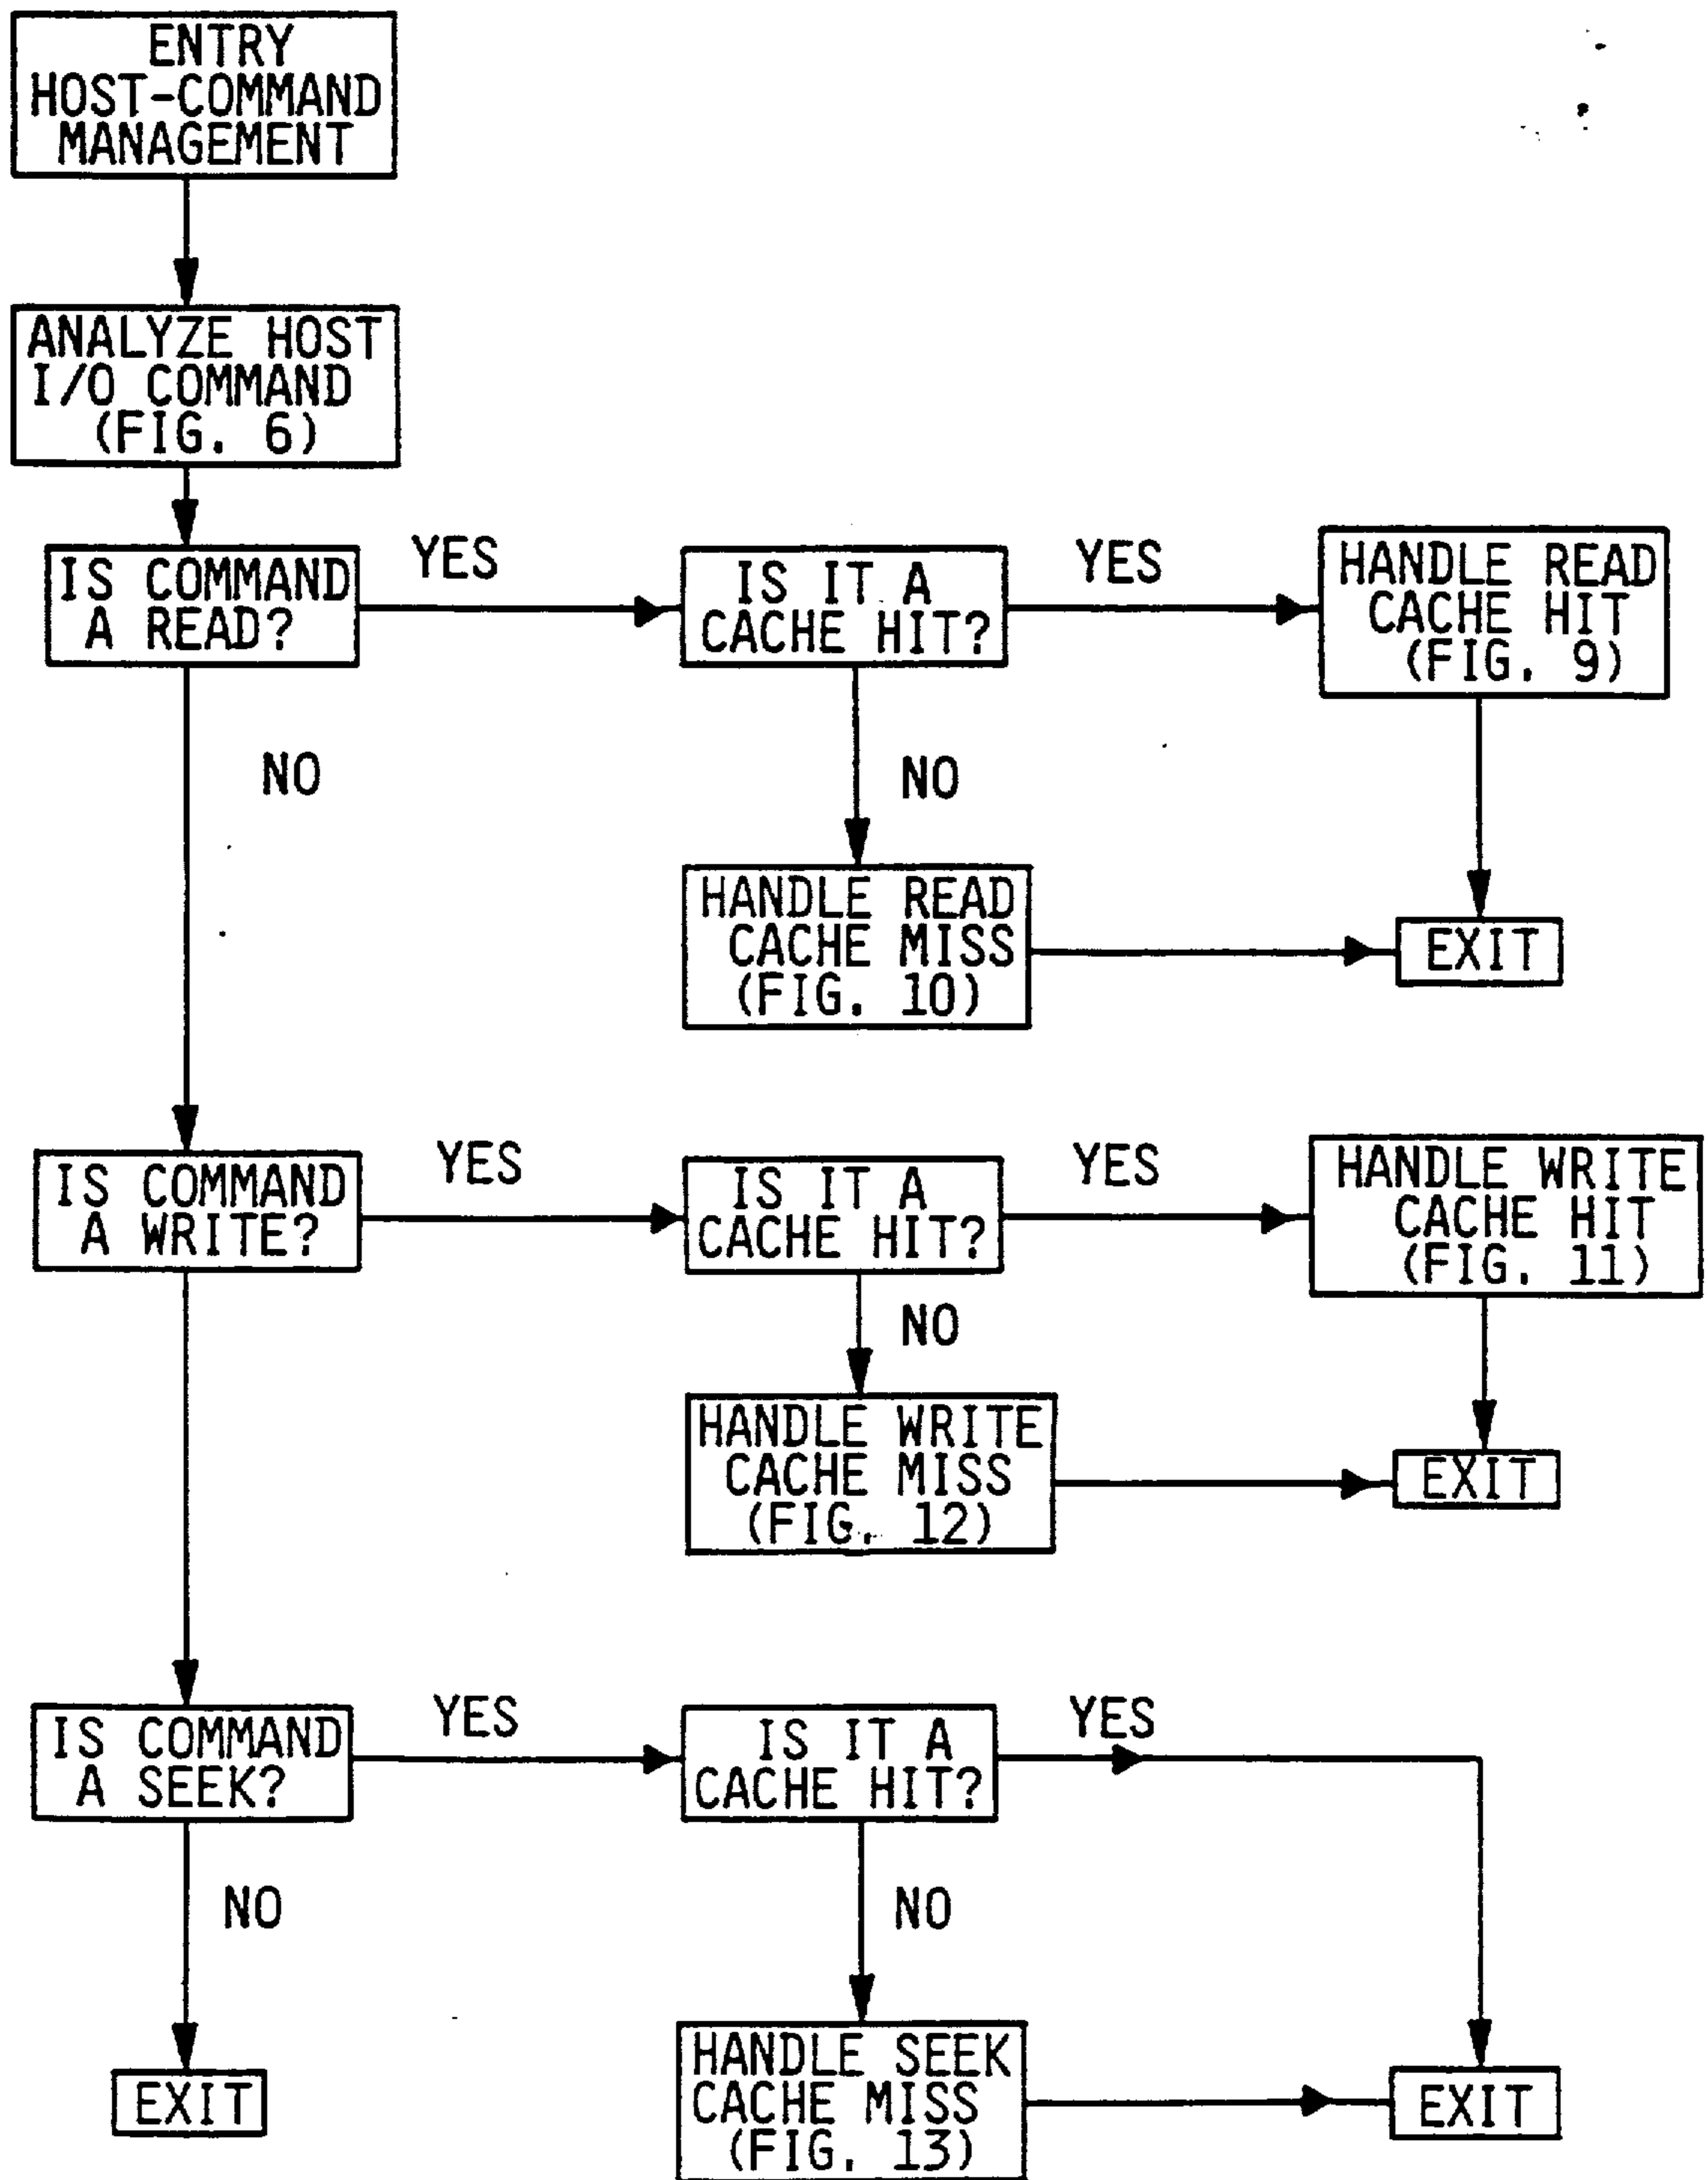 ENTRY
HOST-COMMAND
MANAGEMENT
ANALYZE HOST
I/O COMMAND
(FIG. 6)
IS COMMAND
A READ?
YES
IS IT A
CACHE HIT?
YES
HANDLE READ
CACHE HIT
(FIG. 9)
NO
NO
HANDLE READ
CACHE MISS
(FIG. 10)
EXIT
IS COMMAND
A WRITE?
YES
IS IT A
CACHE HIT?
YES
HANDLE WRITE
CACHE HIT
(FIG. 11)
NO
HANDLE WRITE
CACHE MISS
(FIG. 12)
EXIT
IS COMMAND
A SEEK?
YES
IS IT A
CACHE HIT?
YES
NO
NO
EXIT
HANDLE SEEK
CACHE MISS
(FIG. 13)
EXIT